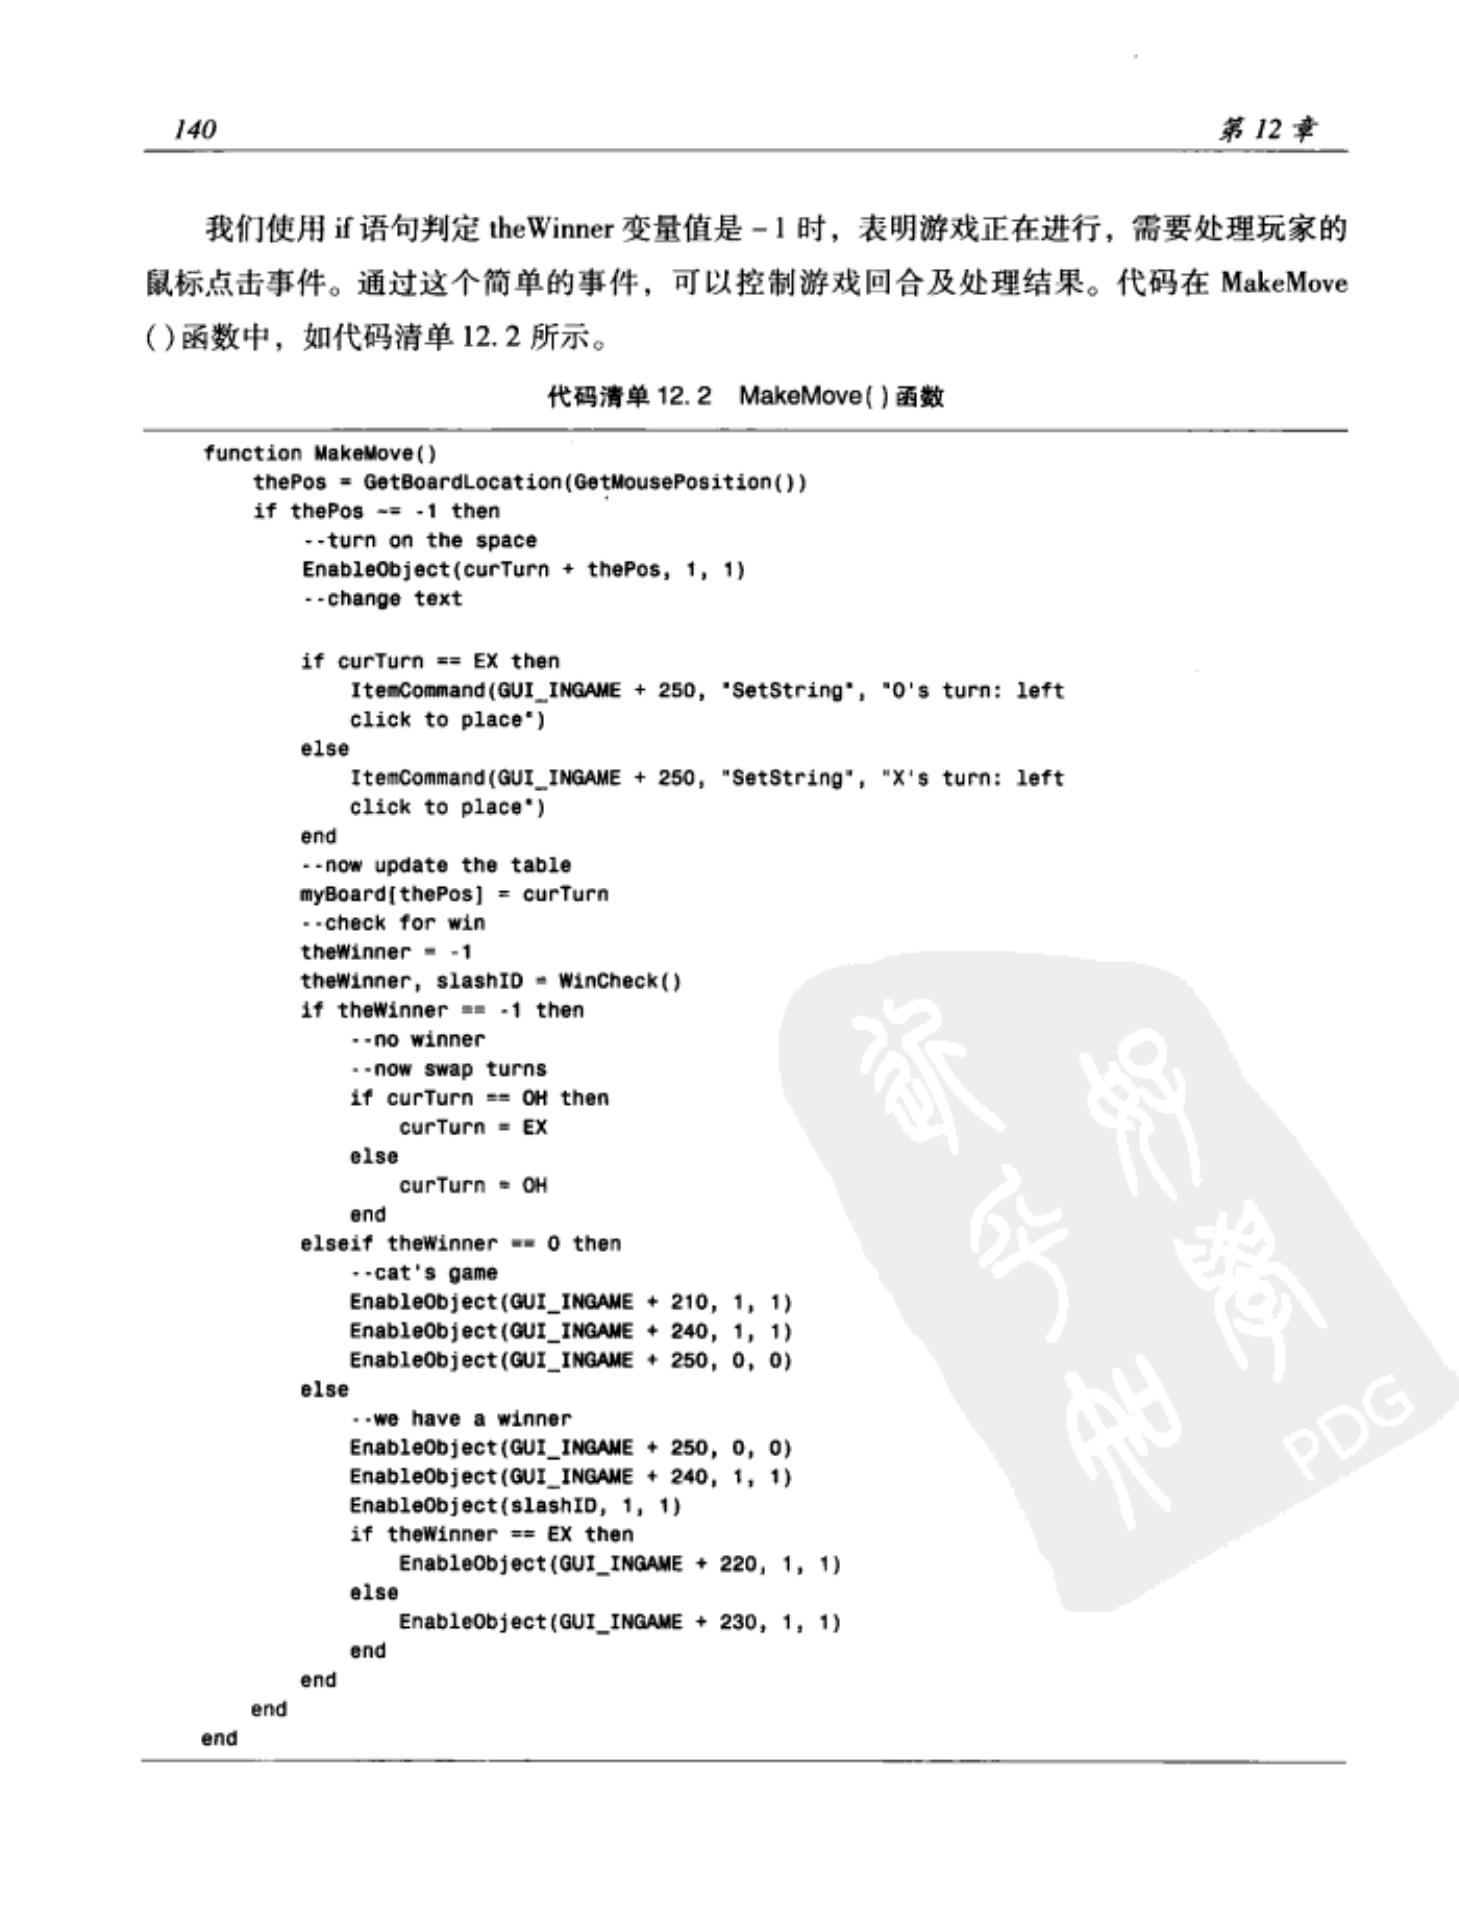 140 第 12 章
我们使用 if 语句判定 theWinner 变量值是 -1 时，表明游戏正在进行，需要处理玩家的
鼠标点击事件。通过这个简单的事件，可以控制游戏回合及处理结果。代码在 MakeMove
()函数中，如代码清单 12.2 所示。
代码清单 12.2 MakeMove()函数
function MakeMove()
thePos = GetBoardLocation(GetMousePosition())
if thePos ~= -1 then
--turn on the space
EnableObject(curTurn + thePos, 1, 1)
--change text
if curTurn == EX then
ItemCommand(GUI_INGAME + 250, "SetString", "O's turn: left
click to place")
else
ItemCommand(GUI_INGAME + 250, "SetString", "X's turn: left
click to place")
end
--now update the table
myBoard[thePos] = curTurn
--check for win
theWinner = -1
theWinner, slashID = WinCheck()
if theWinner == -1 then
--no winner
--now swap turns
if curTurn == OH then
curTurn = EX
else
curTurn = OH
end
elseif theWinner == 0 then
--cat's game
EnableObject(GUI_INGAME + 210, 1, 1)
EnableObject(GUI_INGAME + 240, 1, 1)
EnableObject(GUI_INGAME + 250, 0, 0)
else
--we have a winner
EnableObject(GUI_INGAME + 250, 0, 0)
EnableObject(GUI_INGAME + 240, 1, 1)
EnableObject(slashID, 1, 1)
if theWinner == EX then
EnableObject(GUI_INGAME + 220, 1, 1)
else
EnableObject(GUI_INGAME + 230, 1, 1)
end
end
end
end
PDG